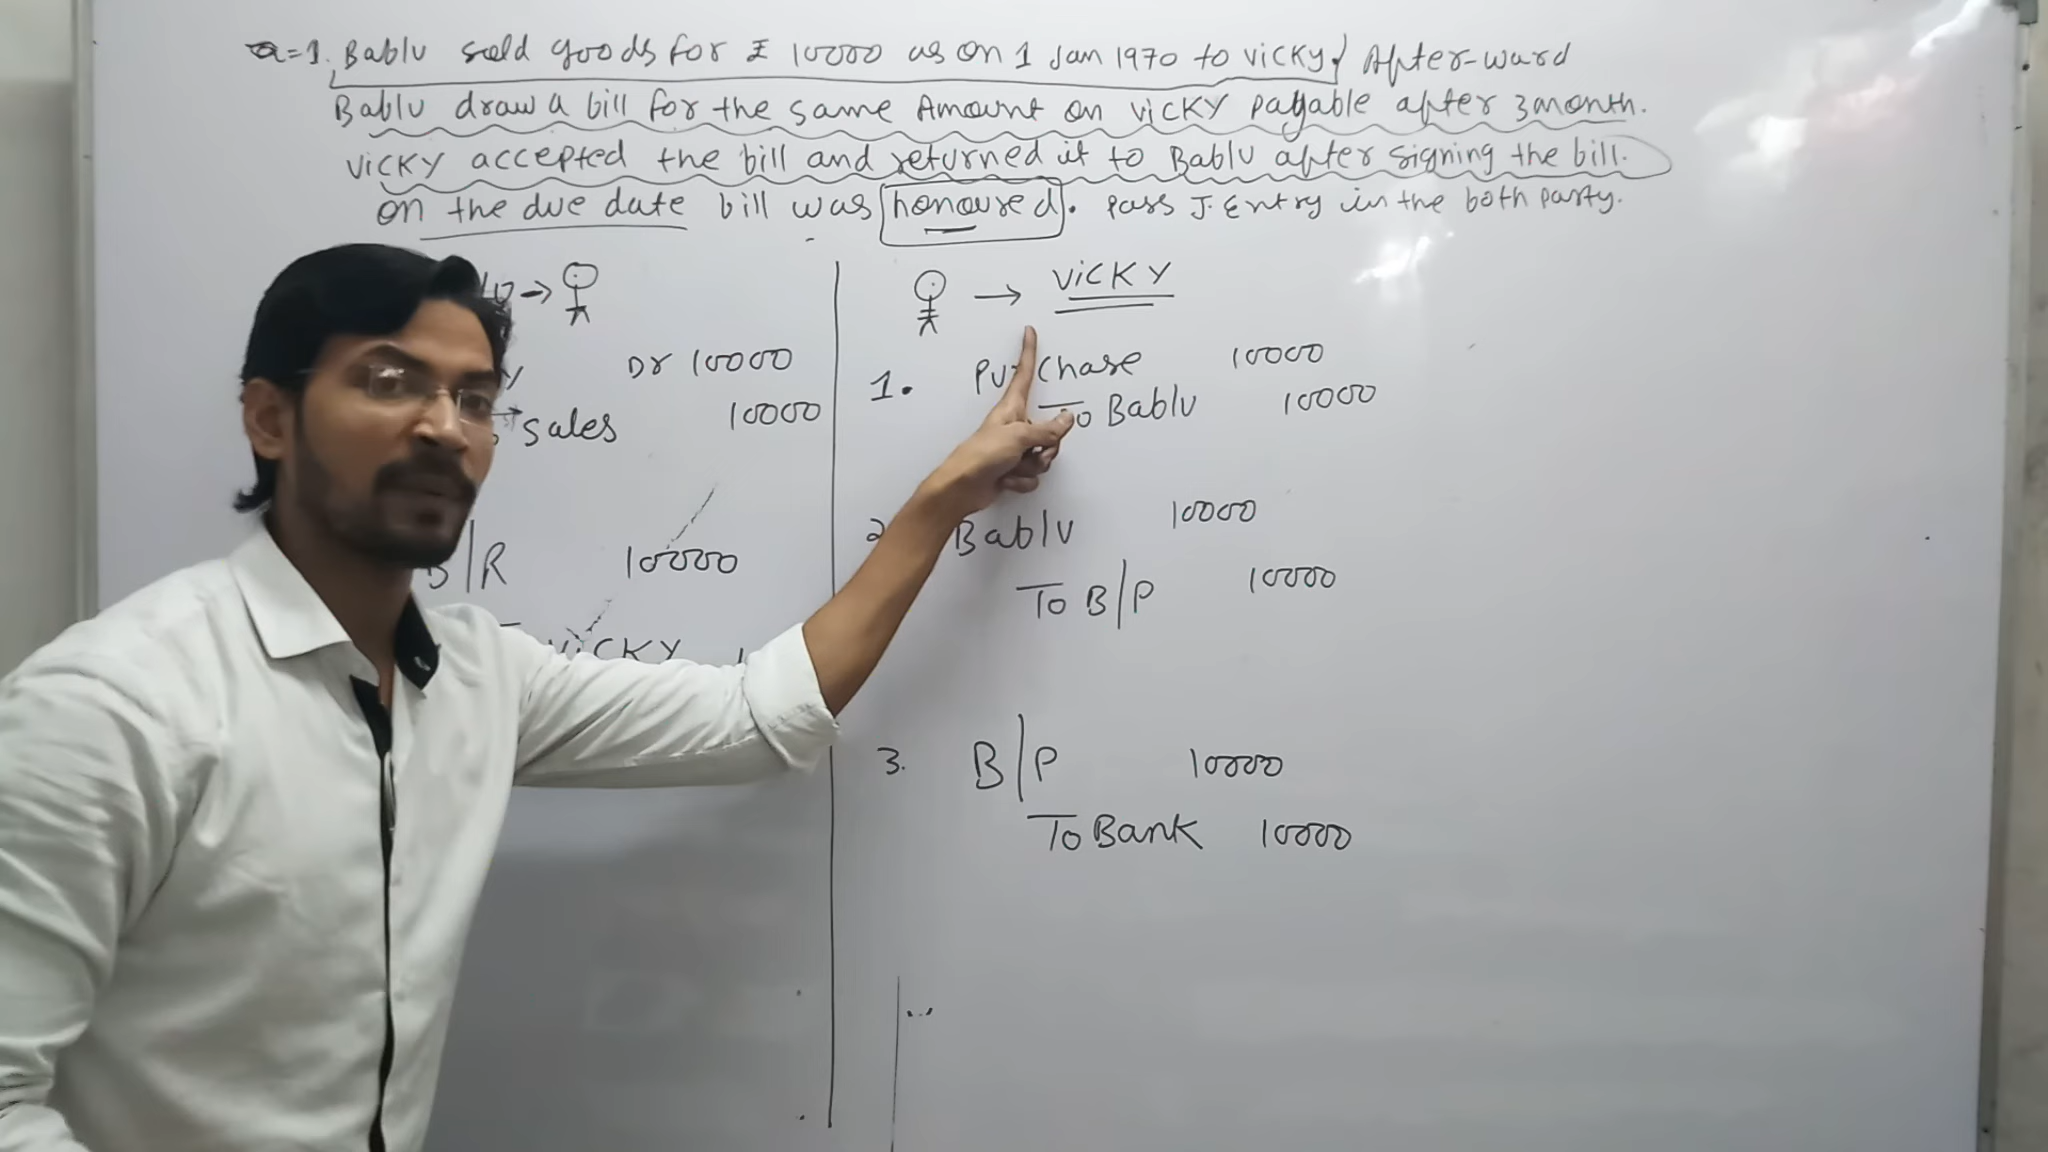 Q=1. Bablu sold goods for ₹ 10000 as on 1 Jan 1970 to vicky. After-ward
Bablu draw a bill for the same Amount on vicky payable after 3 month.
vicky accepted the bill and returned it to Bablu after signing the bill.
on the due date bill was honoured. Pass J. Entry in the both party.
Dr 10000
sales 10000
B/R 10000
vicky
vicky
1. Purchase 10000
To Bablu 10000
2. Bablu 10000
To B/P 10000
3. B/P 10000
To Bank 10000